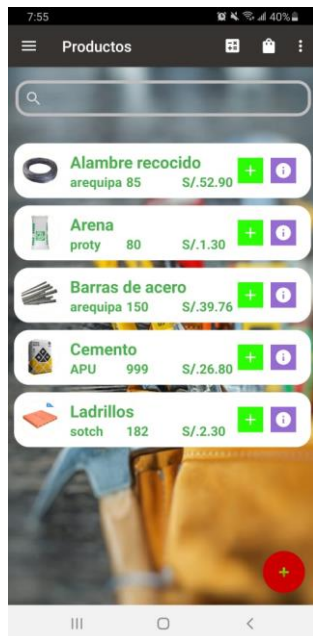 7:55 40%
Productos
Alambre recocido
arequipa 85 S/.52.90
Arena
proty 80 S/.1.30
Barras de acero
arequipa 150 S/.39.76
Cemento
APU 999 S/.26.80
Ladrillos
sotch 182 S/.2.30